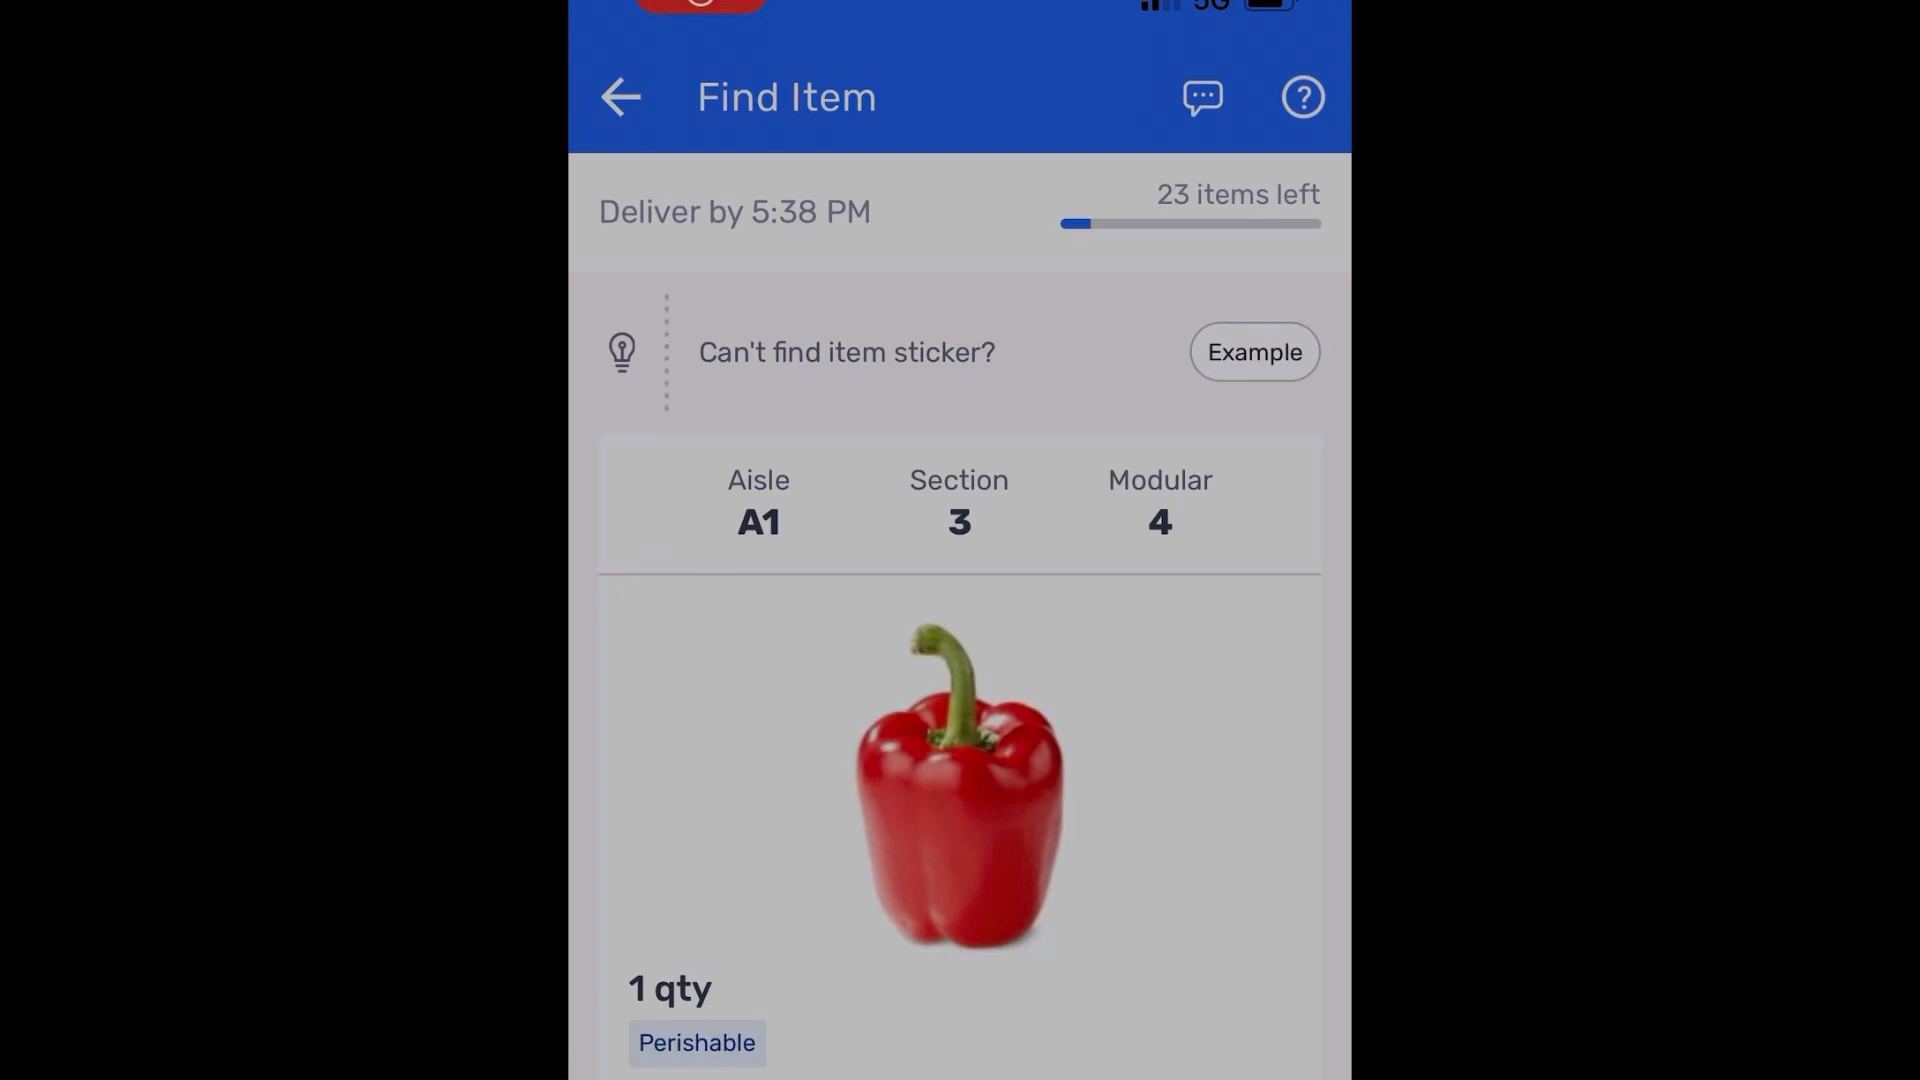 5G
Find Item
Deliver by 5:38 PM
23 items left
Can't find item sticker?
Example
Aisle
Section
Modular
A1
3
4
1 qty
Perishable